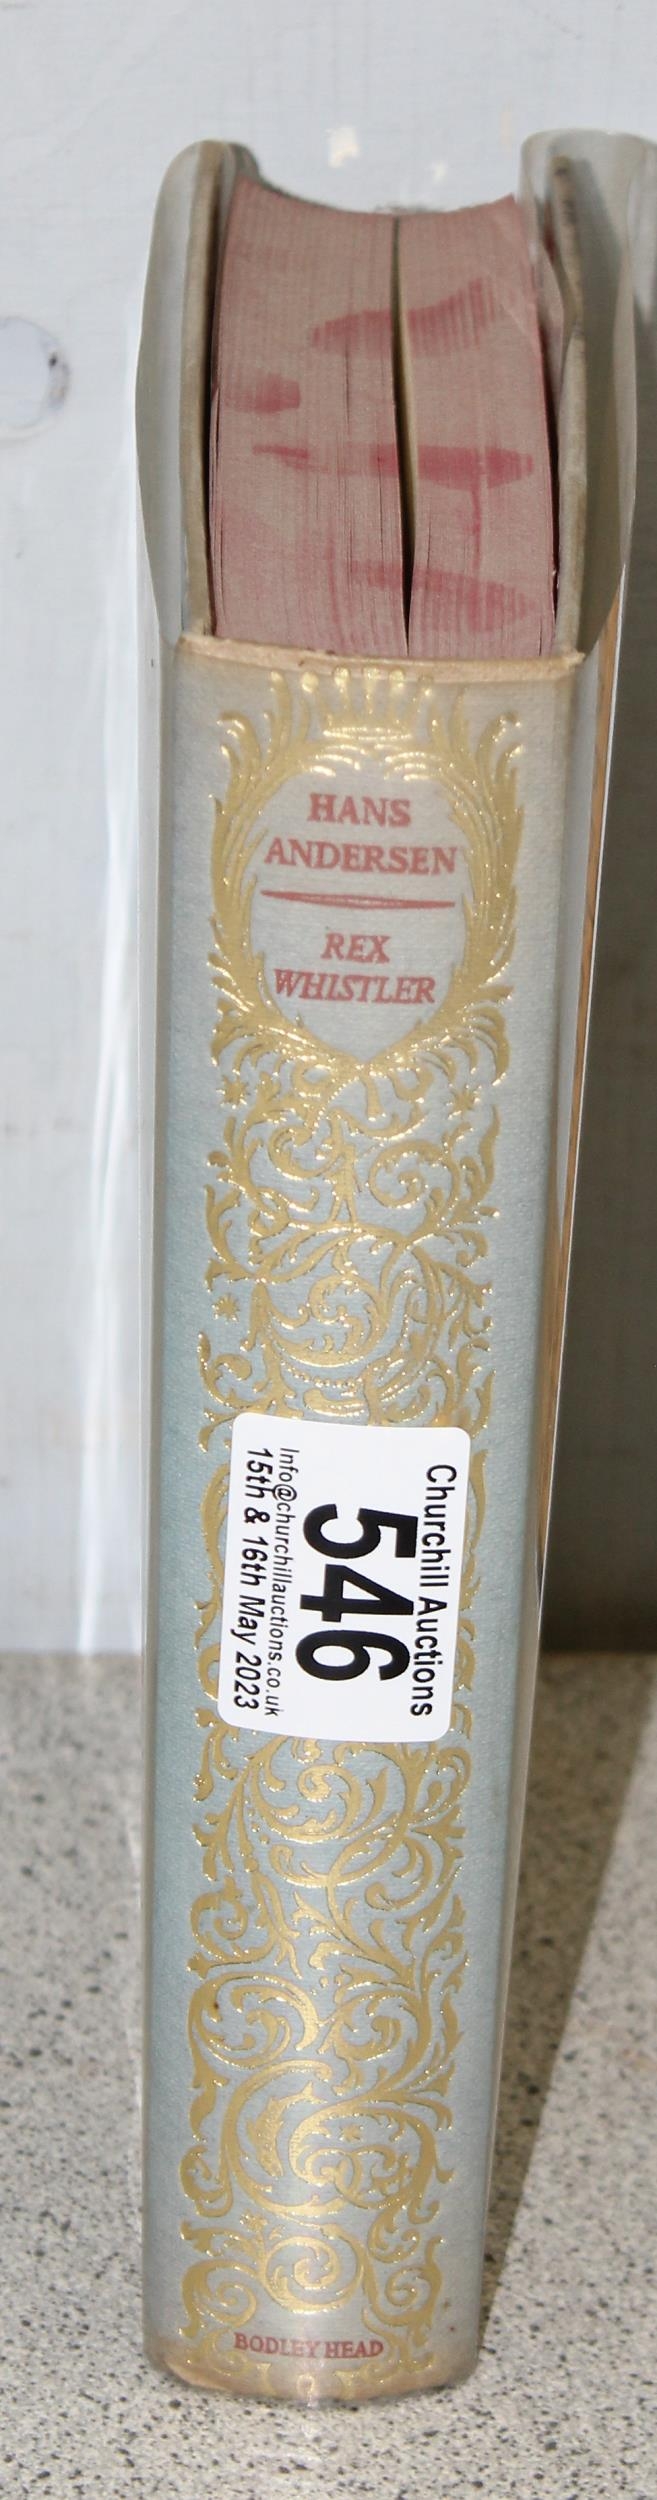 HANS
ANDERSEN
REX
WHISTLER
Churchill Auctions
546
Info@churchillauctions.co.uk
15th & 16th May 2023
BODLEY HEAD